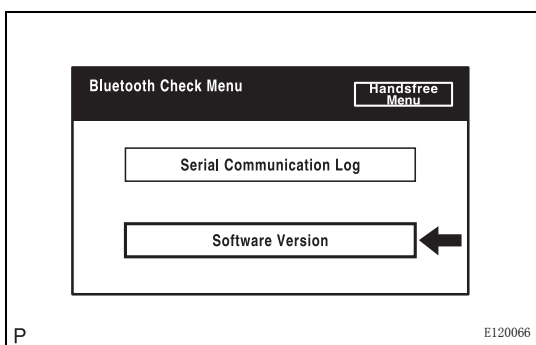 Bluetooth Check Menu
Handsfree
Menu
Serial Communication Log
Software Version
P
E120066